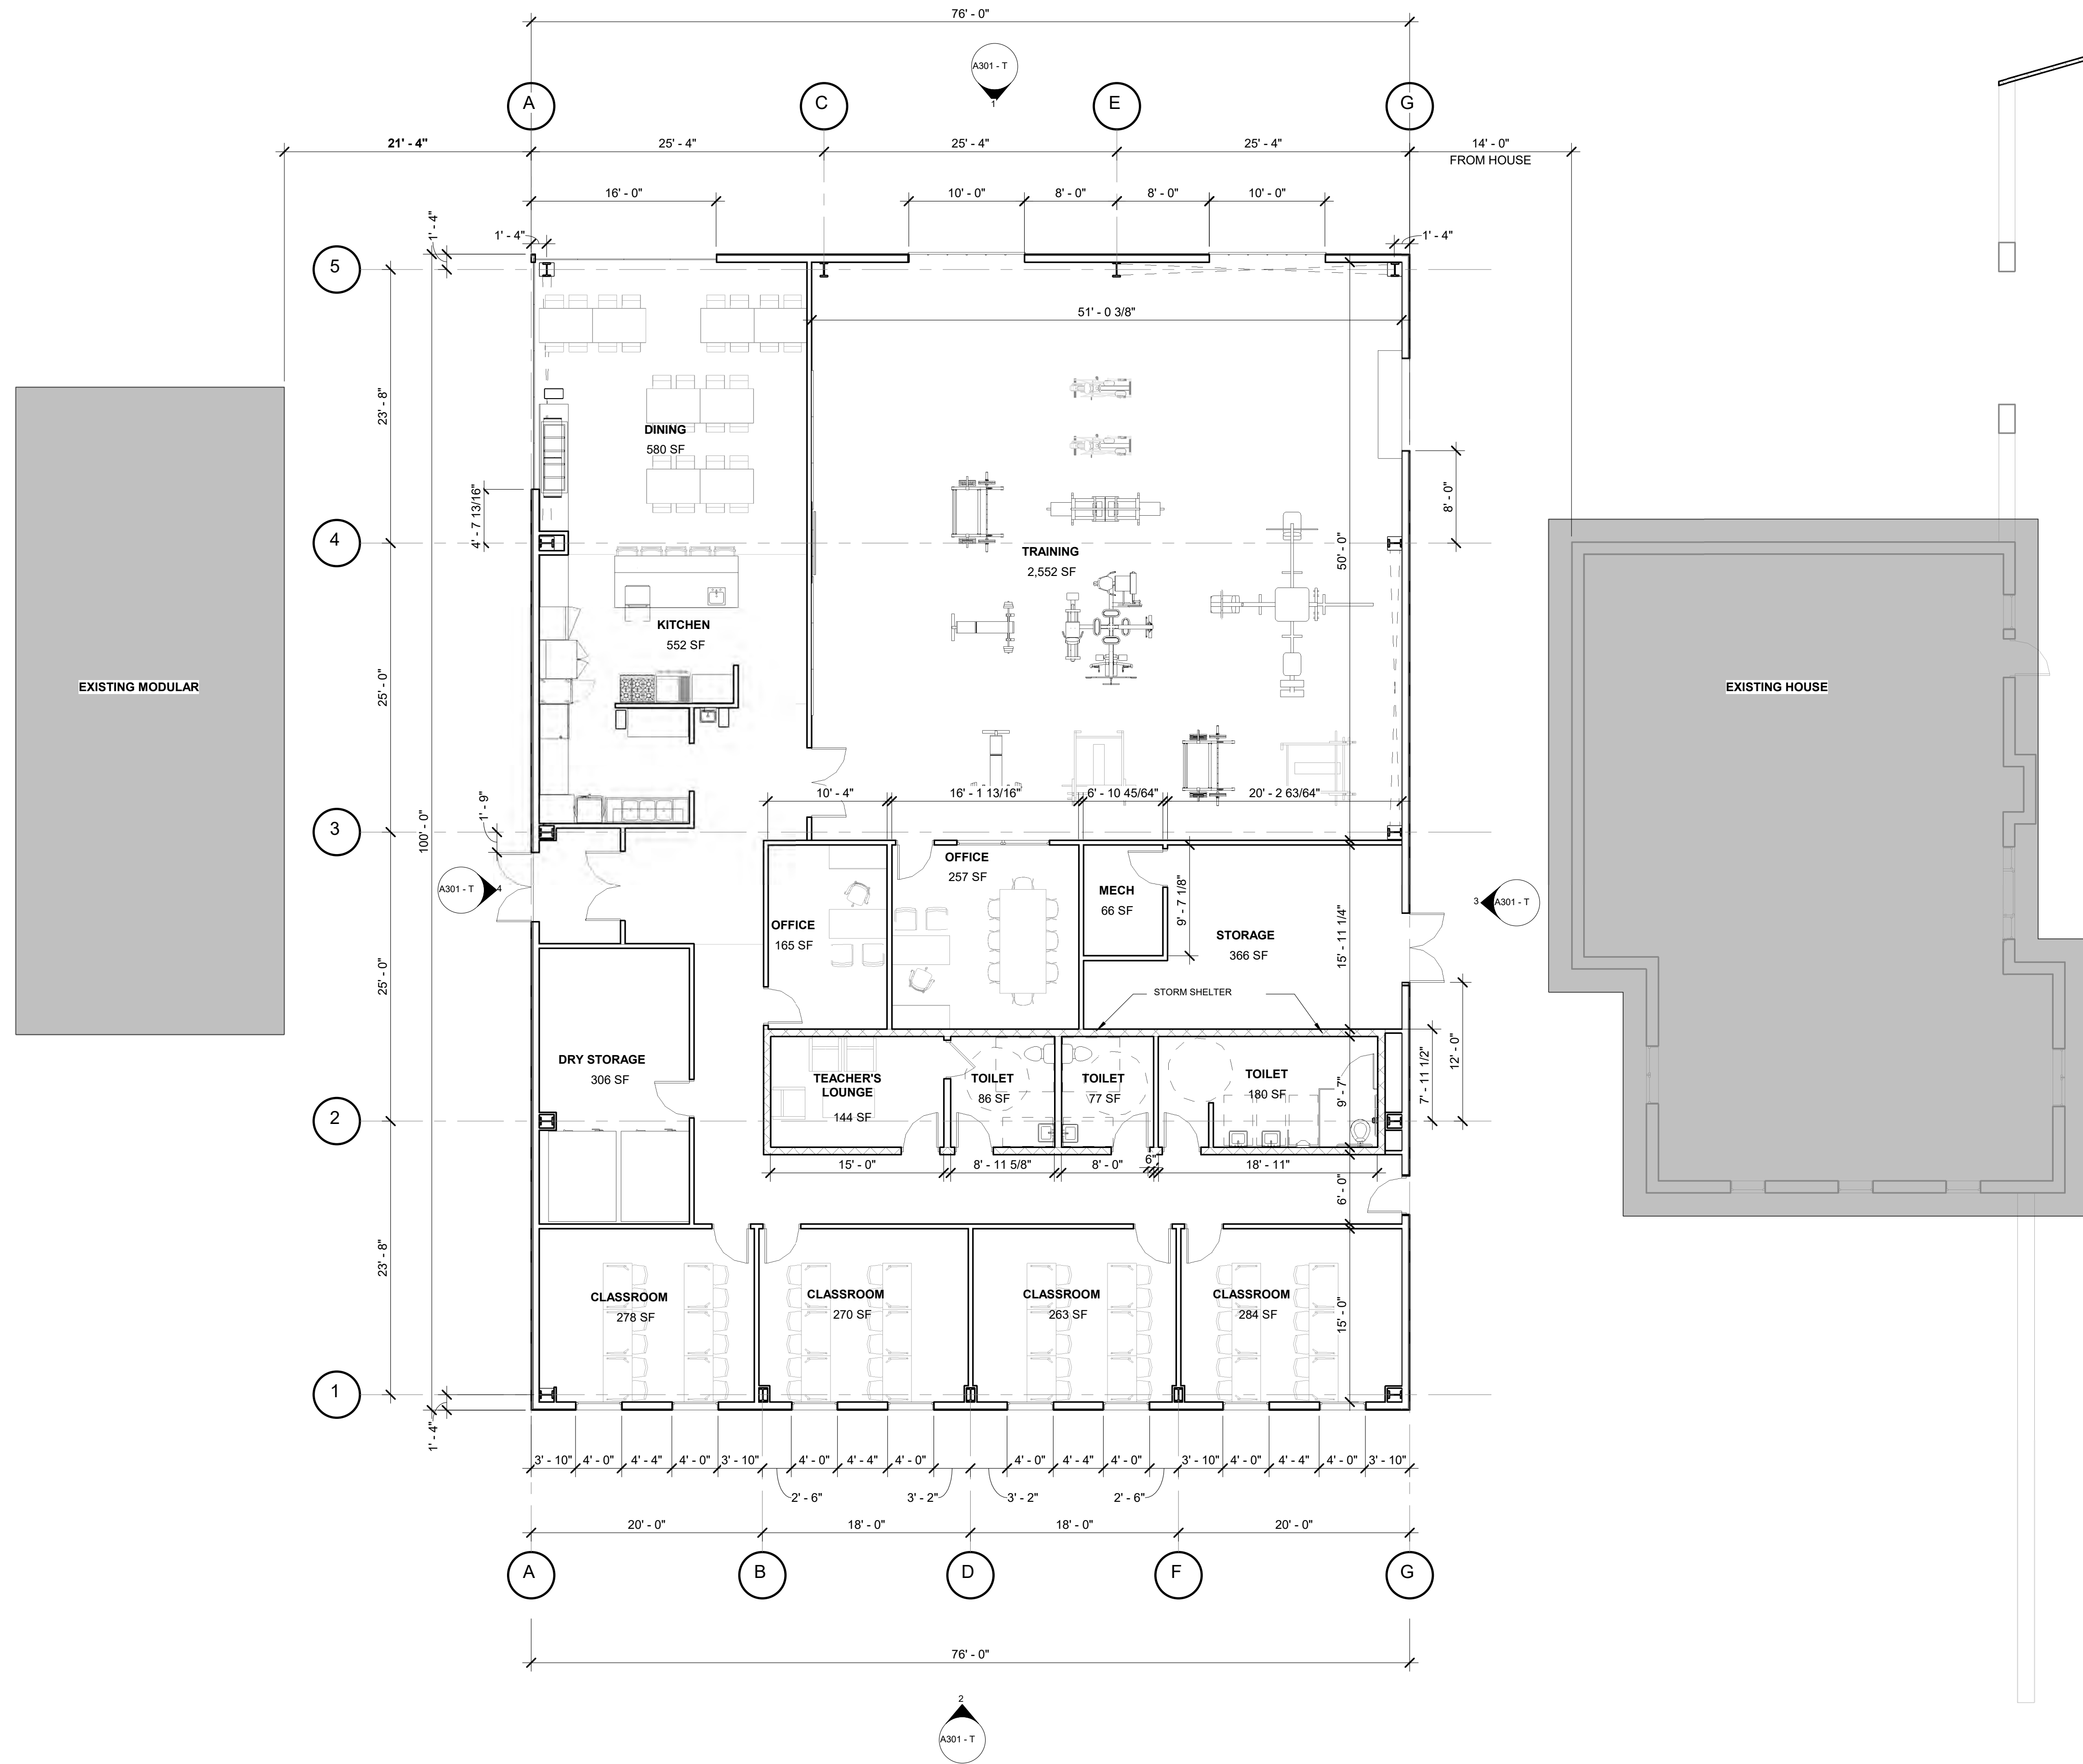 76' - 0"
A301 - T
1
A
C
E
G
21' - 4"
25' - 4"
25' - 4"
25' - 4"
14' - 0"
FROM HOUSE
16' - 0"
10' - 0"
8' - 0"
8' - 0"
10' - 0"
1' - 4"
1' - 4"
1' - 4"
5
51' - 0 3/8"
23' - 8"
DINING
580 SF
4' - 7 13/16"
8' - 0"
4
TRAINING
2,552 SF
50' - 0"
KITCHEN
552 SF
EXISTING MODULAR
25' - 0"
EXISTING HOUSE
10' - 4"
16' - 1 13/16"
6' - 10 45/64"
20' - 2 63/64"
1' - 9"
3
100' - 0"
OFFICE
257 SF
A301 - T
4
MECH
66 SF
9' - 7 1/8"
3
A301 - T
OFFICE
165 SF
STORAGE
366 SF
15' - 11 1/4"
25' - 0"
STORM SHELTER
DRY STORAGE
306 SF
TEACHER'S
LOUNGE
144 SF
TOILET
86 SF
TOILET
77 SF
TOILET
180 SF
9' - 7"
7' - 11 1/2"
12' - 0"
2
15' - 0"
8' - 11 5/8"
8' - 0"
6"
18' - 11"
6' - 0"
23' - 8"
CLASSROOM
278 SF
CLASSROOM
270 SF
CLASSROOM
263 SF
CLASSROOM
284 SF
15' - 0"
1
1' - 4"
3' - 10"
4' - 0"
4' - 4"
4' - 0"
3' - 10"
4' - 0"
4' - 4"
4' - 0"
4' - 0"
4' - 4"
4' - 0"
3' - 10"
4' - 0"
4' - 4"
4' - 0"
3' - 10"
2' - 6"
3' - 2"
3' - 2"
2' - 6"
20' - 0"
18' - 0"
18' - 0"
20' - 0"
A
B
D
F
G
76' - 0"
2
A301 - T